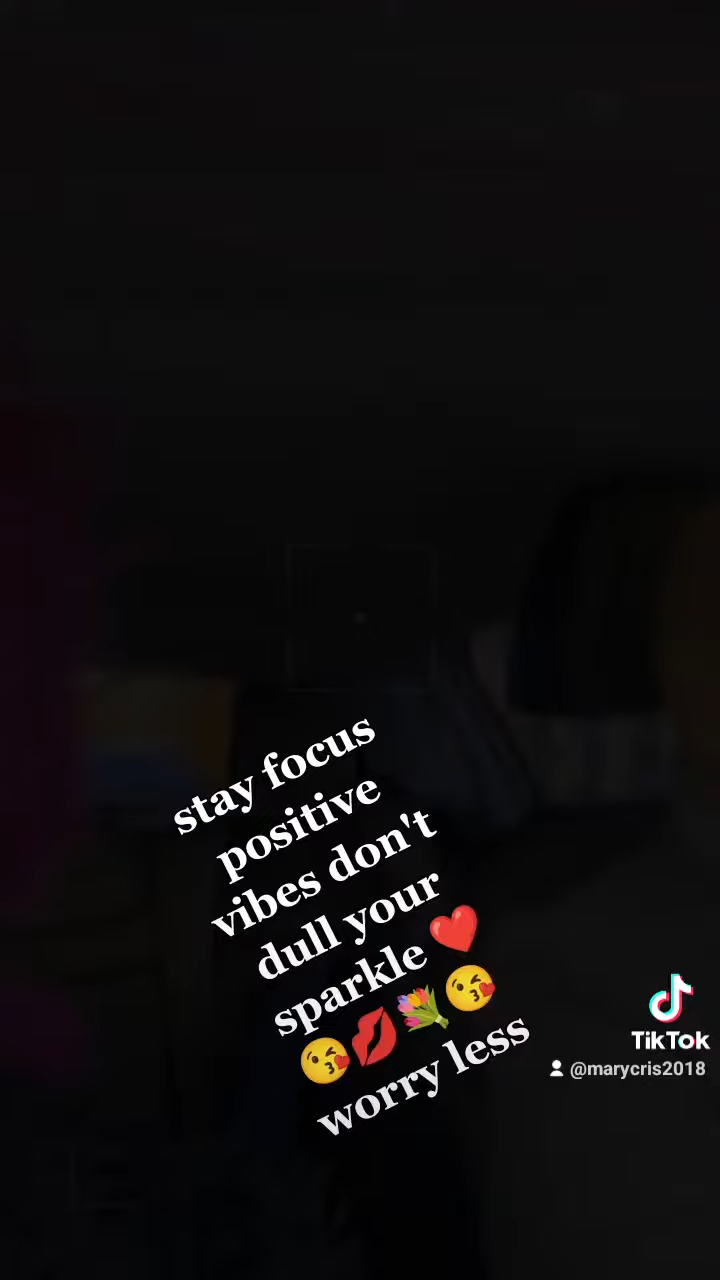 stay focus
positive
vibes don't
dull your
sparkle ❤️
😘💋💐😘
worry less
TikTok
@marycris2018